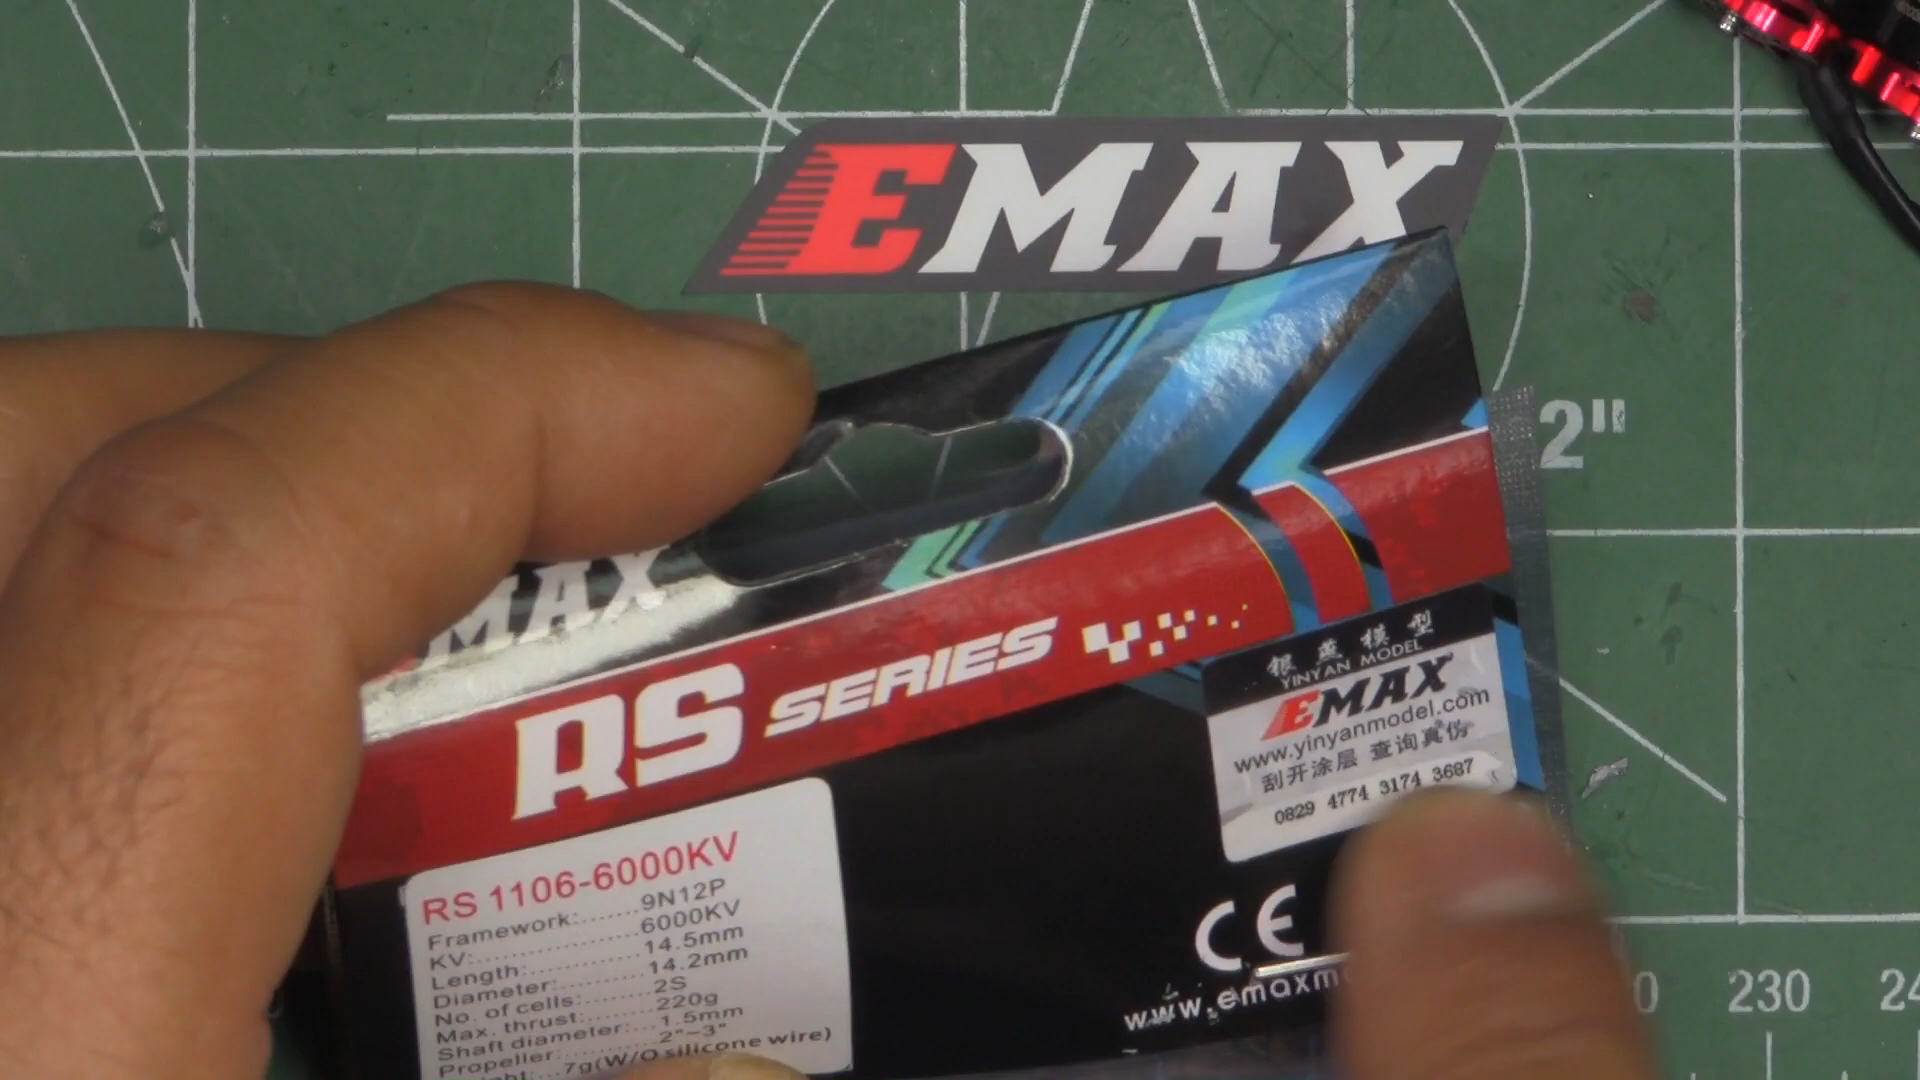 EMAX
2"
MAX
RS SERIES
银燕模型
YINYAN MODEL
EMAX
www.yinyanmodel.com
刮开涂层 查询真伪
0829 4774 3174 3687
RS 1106-6000KV
Framework:.......9N12P
KV:................6000KV
Length:............14.5mm
Diameter:..........14.2mm
No. of cells:........2S
Max. thrust:.......220g
Shaft diameter:...1.5mm
Propeller:...........2"~3"
...7g(W/O silicone wire)
CE
www.emaxm
230